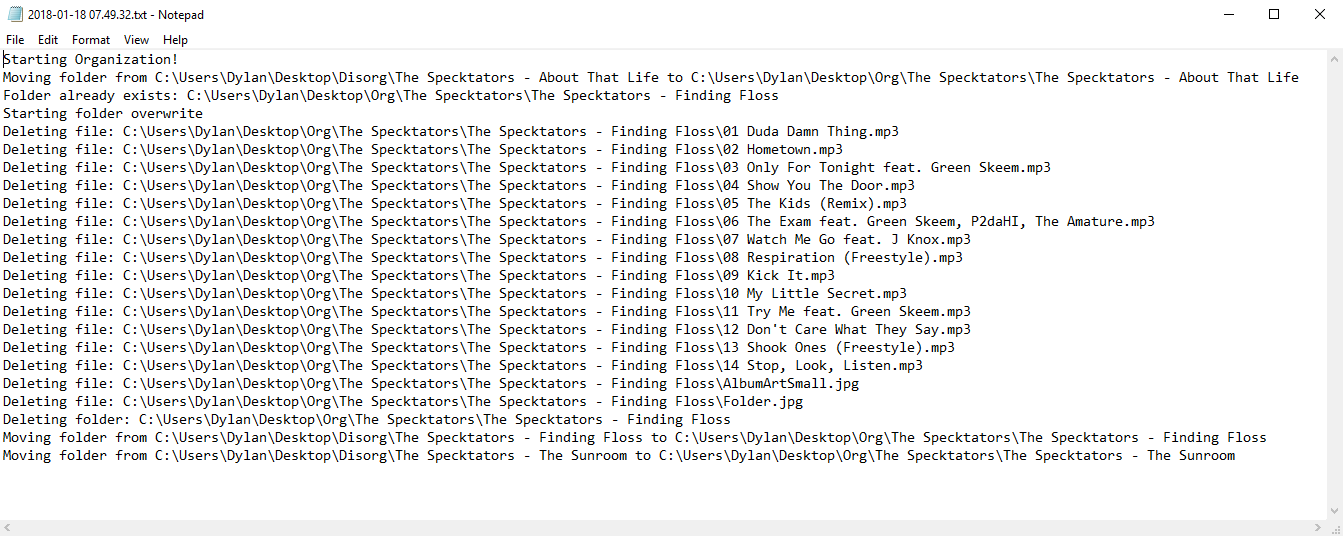 2018-01-18 07.49.32.txt - Notepad
File Edit Format View Help
Starting Organization!
Moving folder from C:\Users\Dylan\Desktop\Disorg\The Specktators - About That Life to C:\Users\Dylan\Desktop\Org\The Specktators\The Specktators - About That Life
Folder already exists: C:\Users\Dylan\Desktop\Org\The Specktators\The Specktators - Finding Floss
Starting folder overwrite
Deleting file: C:\Users\Dylan\Desktop\Org\The Specktators\The Specktators - Finding Floss\01 Duda Damn Thing.mp3
Deleting file: C:\Users\Dylan\Desktop\Org\The Specktators\The Specktators - Finding Floss\02 Hometown.mp3
Deleting file: C:\Users\Dylan\Desktop\Org\The Specktators\The Specktators - Finding Floss\03 Only For Tonight feat. Green Skeem.mp3
Deleting file: C:\Users\Dylan\Desktop\Org\The Specktators\The Specktators - Finding Floss\04 Show You The Door.mp3
Deleting file: C:\Users\Dylan\Desktop\Org\The Specktators\The Specktators - Finding Floss\05 The Kids (Remix).mp3
Deleting file: C:\Users\Dylan\Desktop\Org\The Specktators\The Specktators - Finding Floss\06 The Exam feat. Green Skeem, P2daHI, The Amature.mp3
Deleting file: C:\Users\Dylan\Desktop\Org\The Specktators\The Specktators - Finding Floss\07 Watch Me Go feat. J Knox.mp3
Deleting file: C:\Users\Dylan\Desktop\Org\The Specktators\The Specktators - Finding Floss\08 Respiration (Freestyle).mp3
Deleting file: C:\Users\Dylan\Desktop\Org\The Specktators\The Specktators - Finding Floss\09 Kick It.mp3
Deleting file: C:\Users\Dylan\Desktop\Org\The Specktators\The Specktators - Finding Floss\10 My Little Secret.mp3
Deleting file: C:\Users\Dylan\Desktop\Org\The Specktators\The Specktators - Finding Floss\11 Try Me feat. Green Skeem.mp3
Deleting file: C:\Users\Dylan\Desktop\Org\The Specktators\The Specktators - Finding Floss\12 Don't Care What They Say.mp3
Deleting file: C:\Users\Dylan\Desktop\Org\The Specktators\The Specktators - Finding Floss\13 Shook Ones (Freestyle).mp3
Deleting file: C:\Users\Dylan\Desktop\Org\The Specktators\The Specktators - Finding Floss\14 Stop, Look, Listen.mp3
Deleting file: C:\Users\Dylan\Desktop\Org\The Specktators\The Specktators - Finding Floss\AlbumArtSmall.jpg
Deleting file: C:\Users\Dylan\Desktop\Org\The Specktators\The Specktators - Finding Floss\Folder.jpg
Deleting folder: C:\Users\Dylan\Desktop\Org\The Specktators\The Specktators - Finding Floss
Moving folder from C:\Users\Dylan\Desktop\Disorg\The Specktators - Finding Floss to C:\Users\Dylan\Desktop\Org\The Specktators\The Specktators - Finding Floss
Moving folder from C:\Users\Dylan\Desktop\Disorg\The Specktators - The Sunroom to C:\Users\Dylan\Desktop\Org\The Specktators\The Specktators - The Sunroom